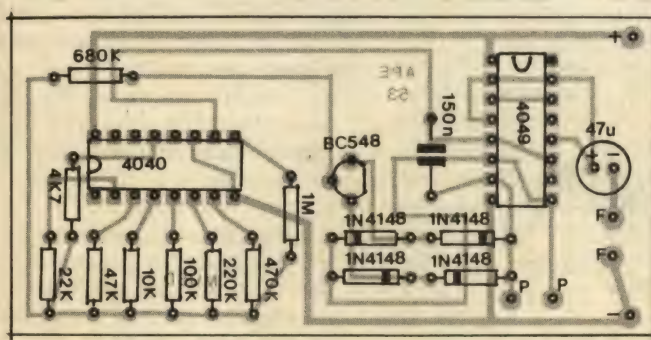 +
680K
APE
53
150n
4049
BC548
47u
4040
+
-
4K7
1M
F
1N4148
1N4148
F
1N4148
1N4148
22K
47K
10K
100K
220K
470K
P
P
-